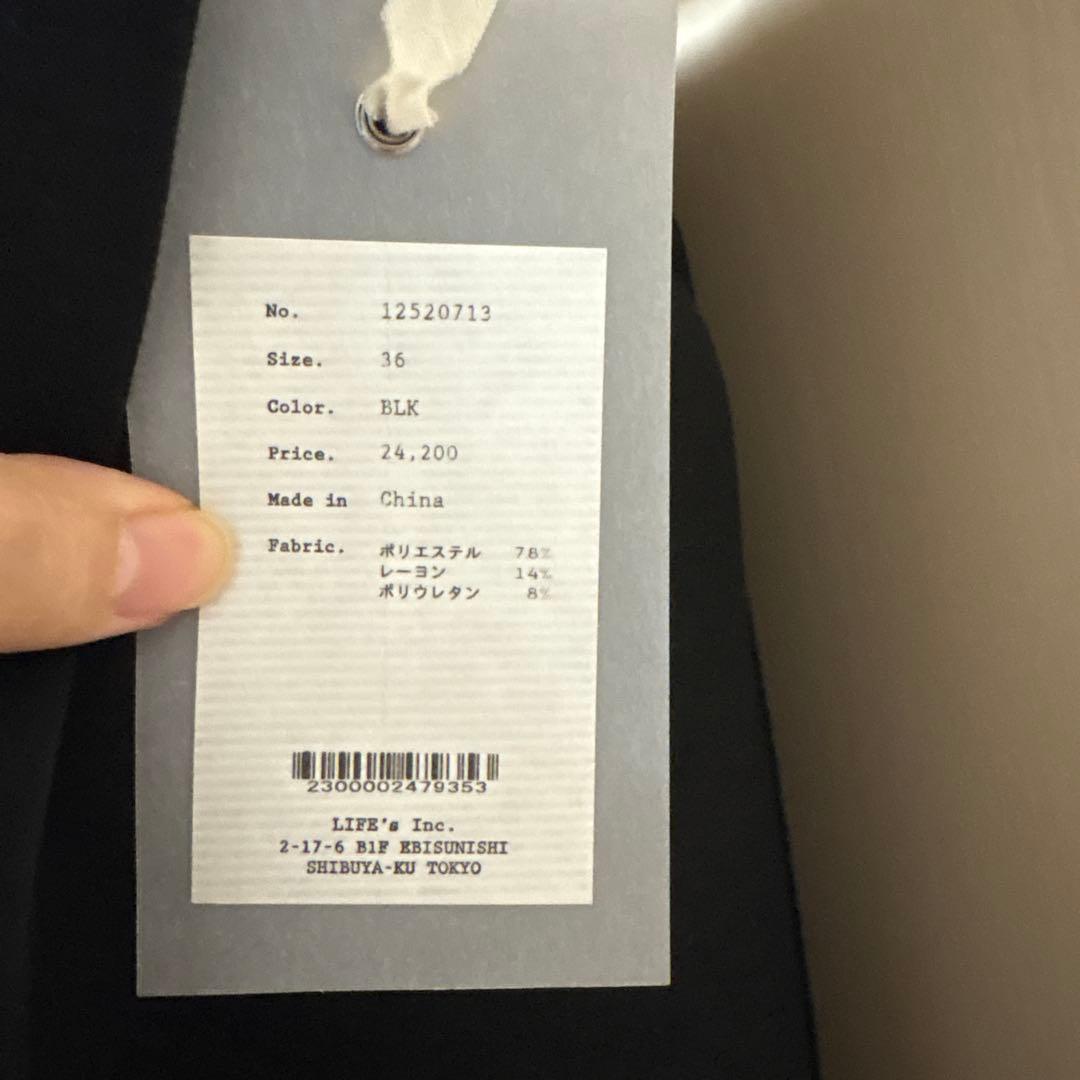 No. 12520713
Size. 36
Color. BLK
Price. 24,200
Made in China
Fabric. ポリエステル 78%
レーヨン 14%
ポリウレタン 8%
2300002479353
LIFE's Inc.
2-17-6 B1F EBISUNISHI
SHIBUYA-KU TOKYO